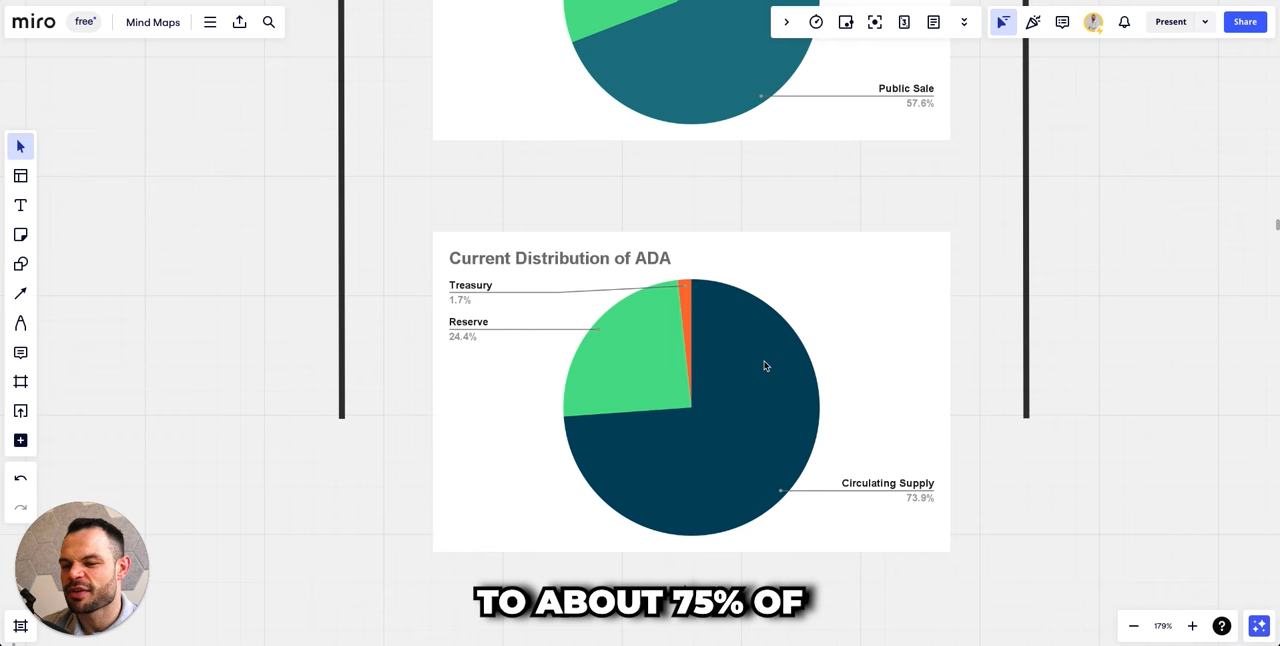 miro free Mind Maps
3
Present
Share
Public Sale
57.6%
Current Distribution of ADA
Treasury
1.7%
Reserve
24.4%
Circulating Supply
73.9%
TO ABOUT 75% OF
179%
?